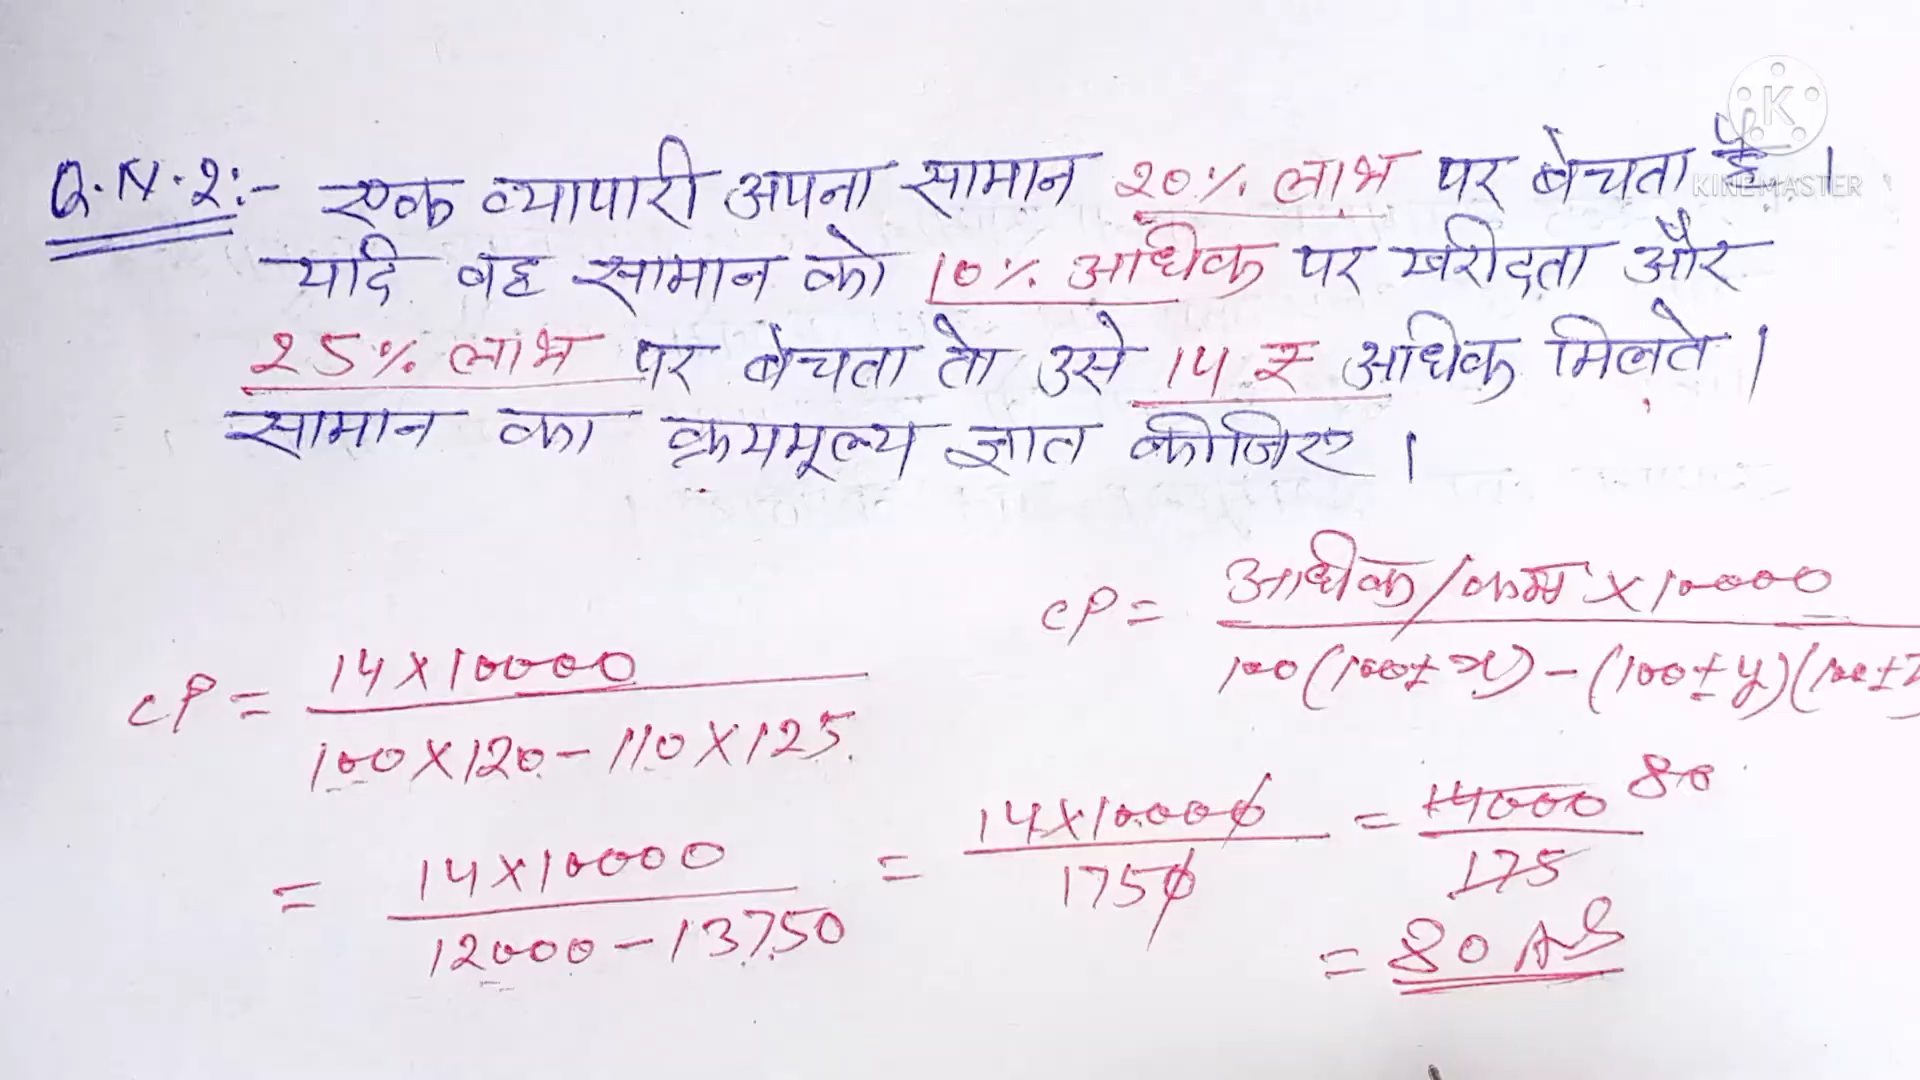 K
KINEMASTER
Q.N.2:- एक व्यापारी अपना सामान 20% लाभ पर बेचता है।
यदि वह सामान को 10% अधिक पर खरीदता और
25% लाभ पर बेचता तो उसे 14 रु अधिक मिलते।
सामान का क्रयमूल्य ज्ञात कीजिए।
CP = अधिक/कम × 10000
100(100±x) - (100±y)(100±z)
CP = 14×10000
100×120-110×125
= 14×10000
12000-13750
= 14×10000
1750
= 14000 80
175
= 80 Ans